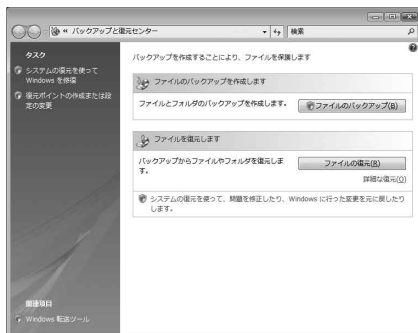 « バックアップと復元センター
検索
タスク
システムの復元を使って
Windows を修復
復元ポイントの作成または設
定の変更
関連項目
Windows 転送ツール
バックアップを作成することにより、ファイルを保護します
ファイルのバックアップを作成します
ファイルとフォルダのバックアップを作成します。
ファイルのバックアップ(B)
ファイルを復元します
バックアップからファイルやフォルダを復元しま
す。
ファイルの復元(R)
詳細な復元(O)
システムの復元を使って、問題を修正したり、Windows に行った変更を元に戻したり
します。